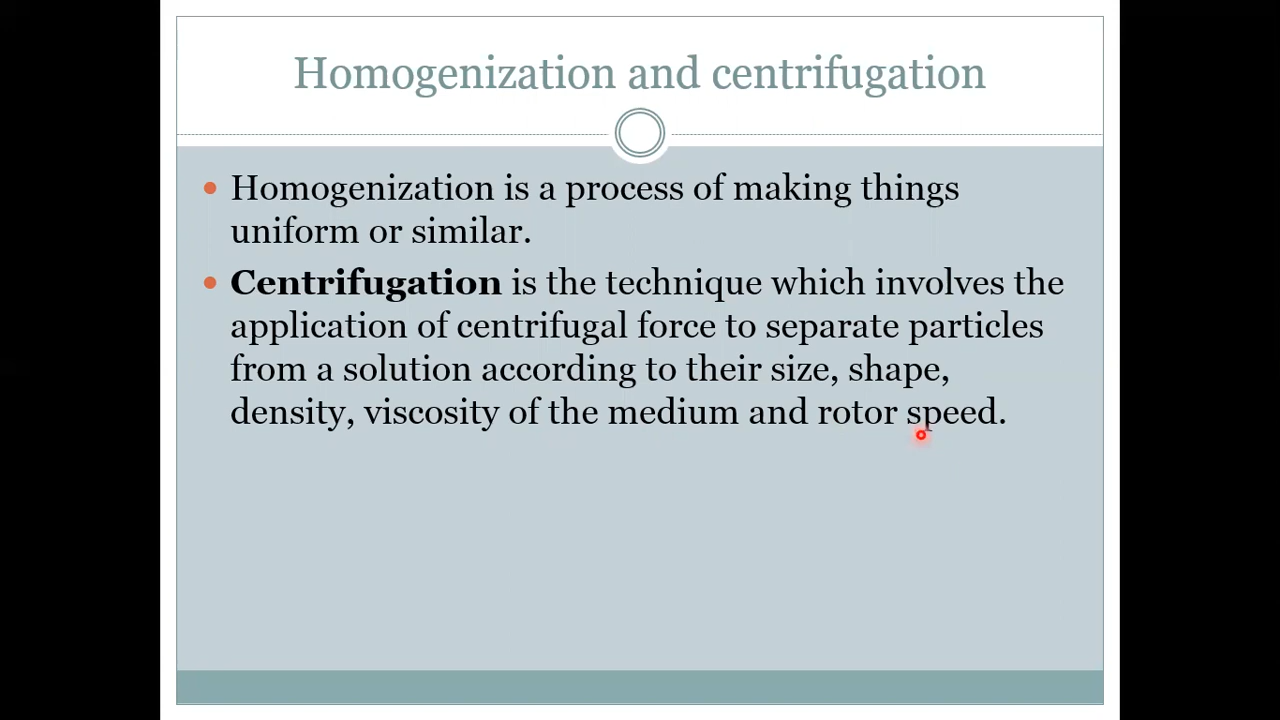 Homogenization and centrifugation
• Homogenization is a process of making things
uniform or similar.
• Centrifugation is the technique which involves the
application of centrifugal force to separate particles
from a solution according to their size, shape,
density, viscosity of the medium and rotor speed.